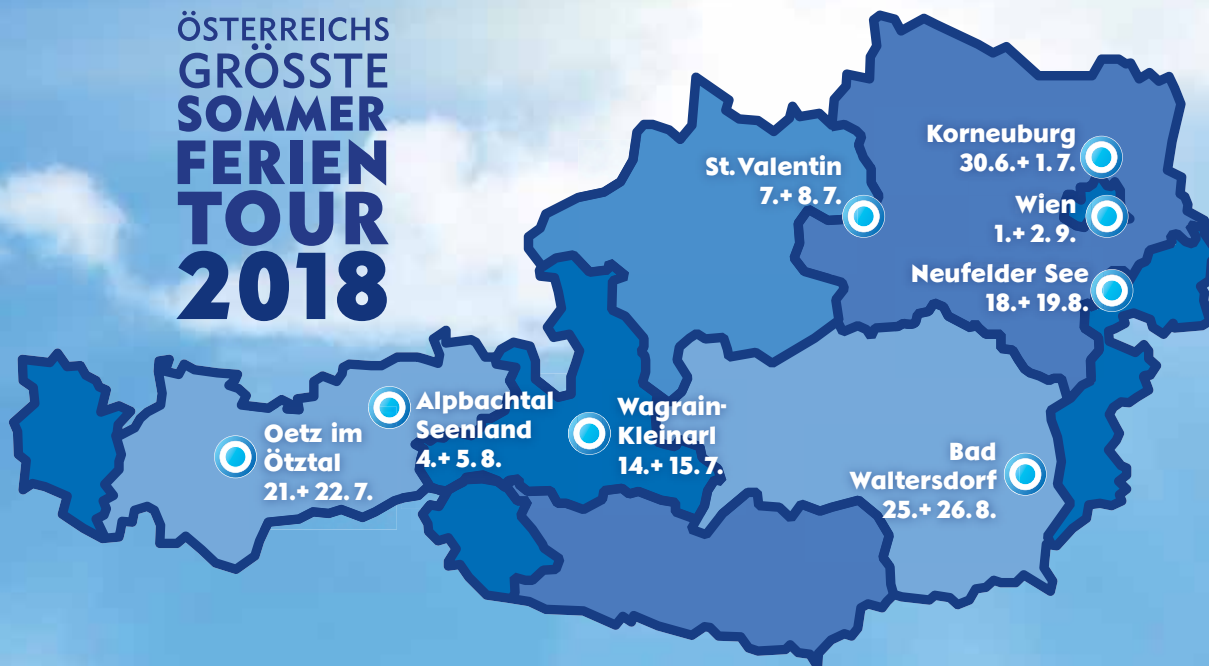 ÖSTERREICHS
GRÖSSTE
SOMMER
FERIEN
TOUR
2018
Korneuburg
30.6.+ 1.7.
St. Valentin
7.+ 8.7.
Wien
1.+ 2.9.
Neufelder See
18.+ 19.8.
Alpbachtal
Seenland
4.+ 5.8.
Wagrain-
Kleinarl
14.+ 15.7.
Oetz im
Ötztal
21.+ 22.7.
Bad
Waltersdorf
25.+ 26.8.